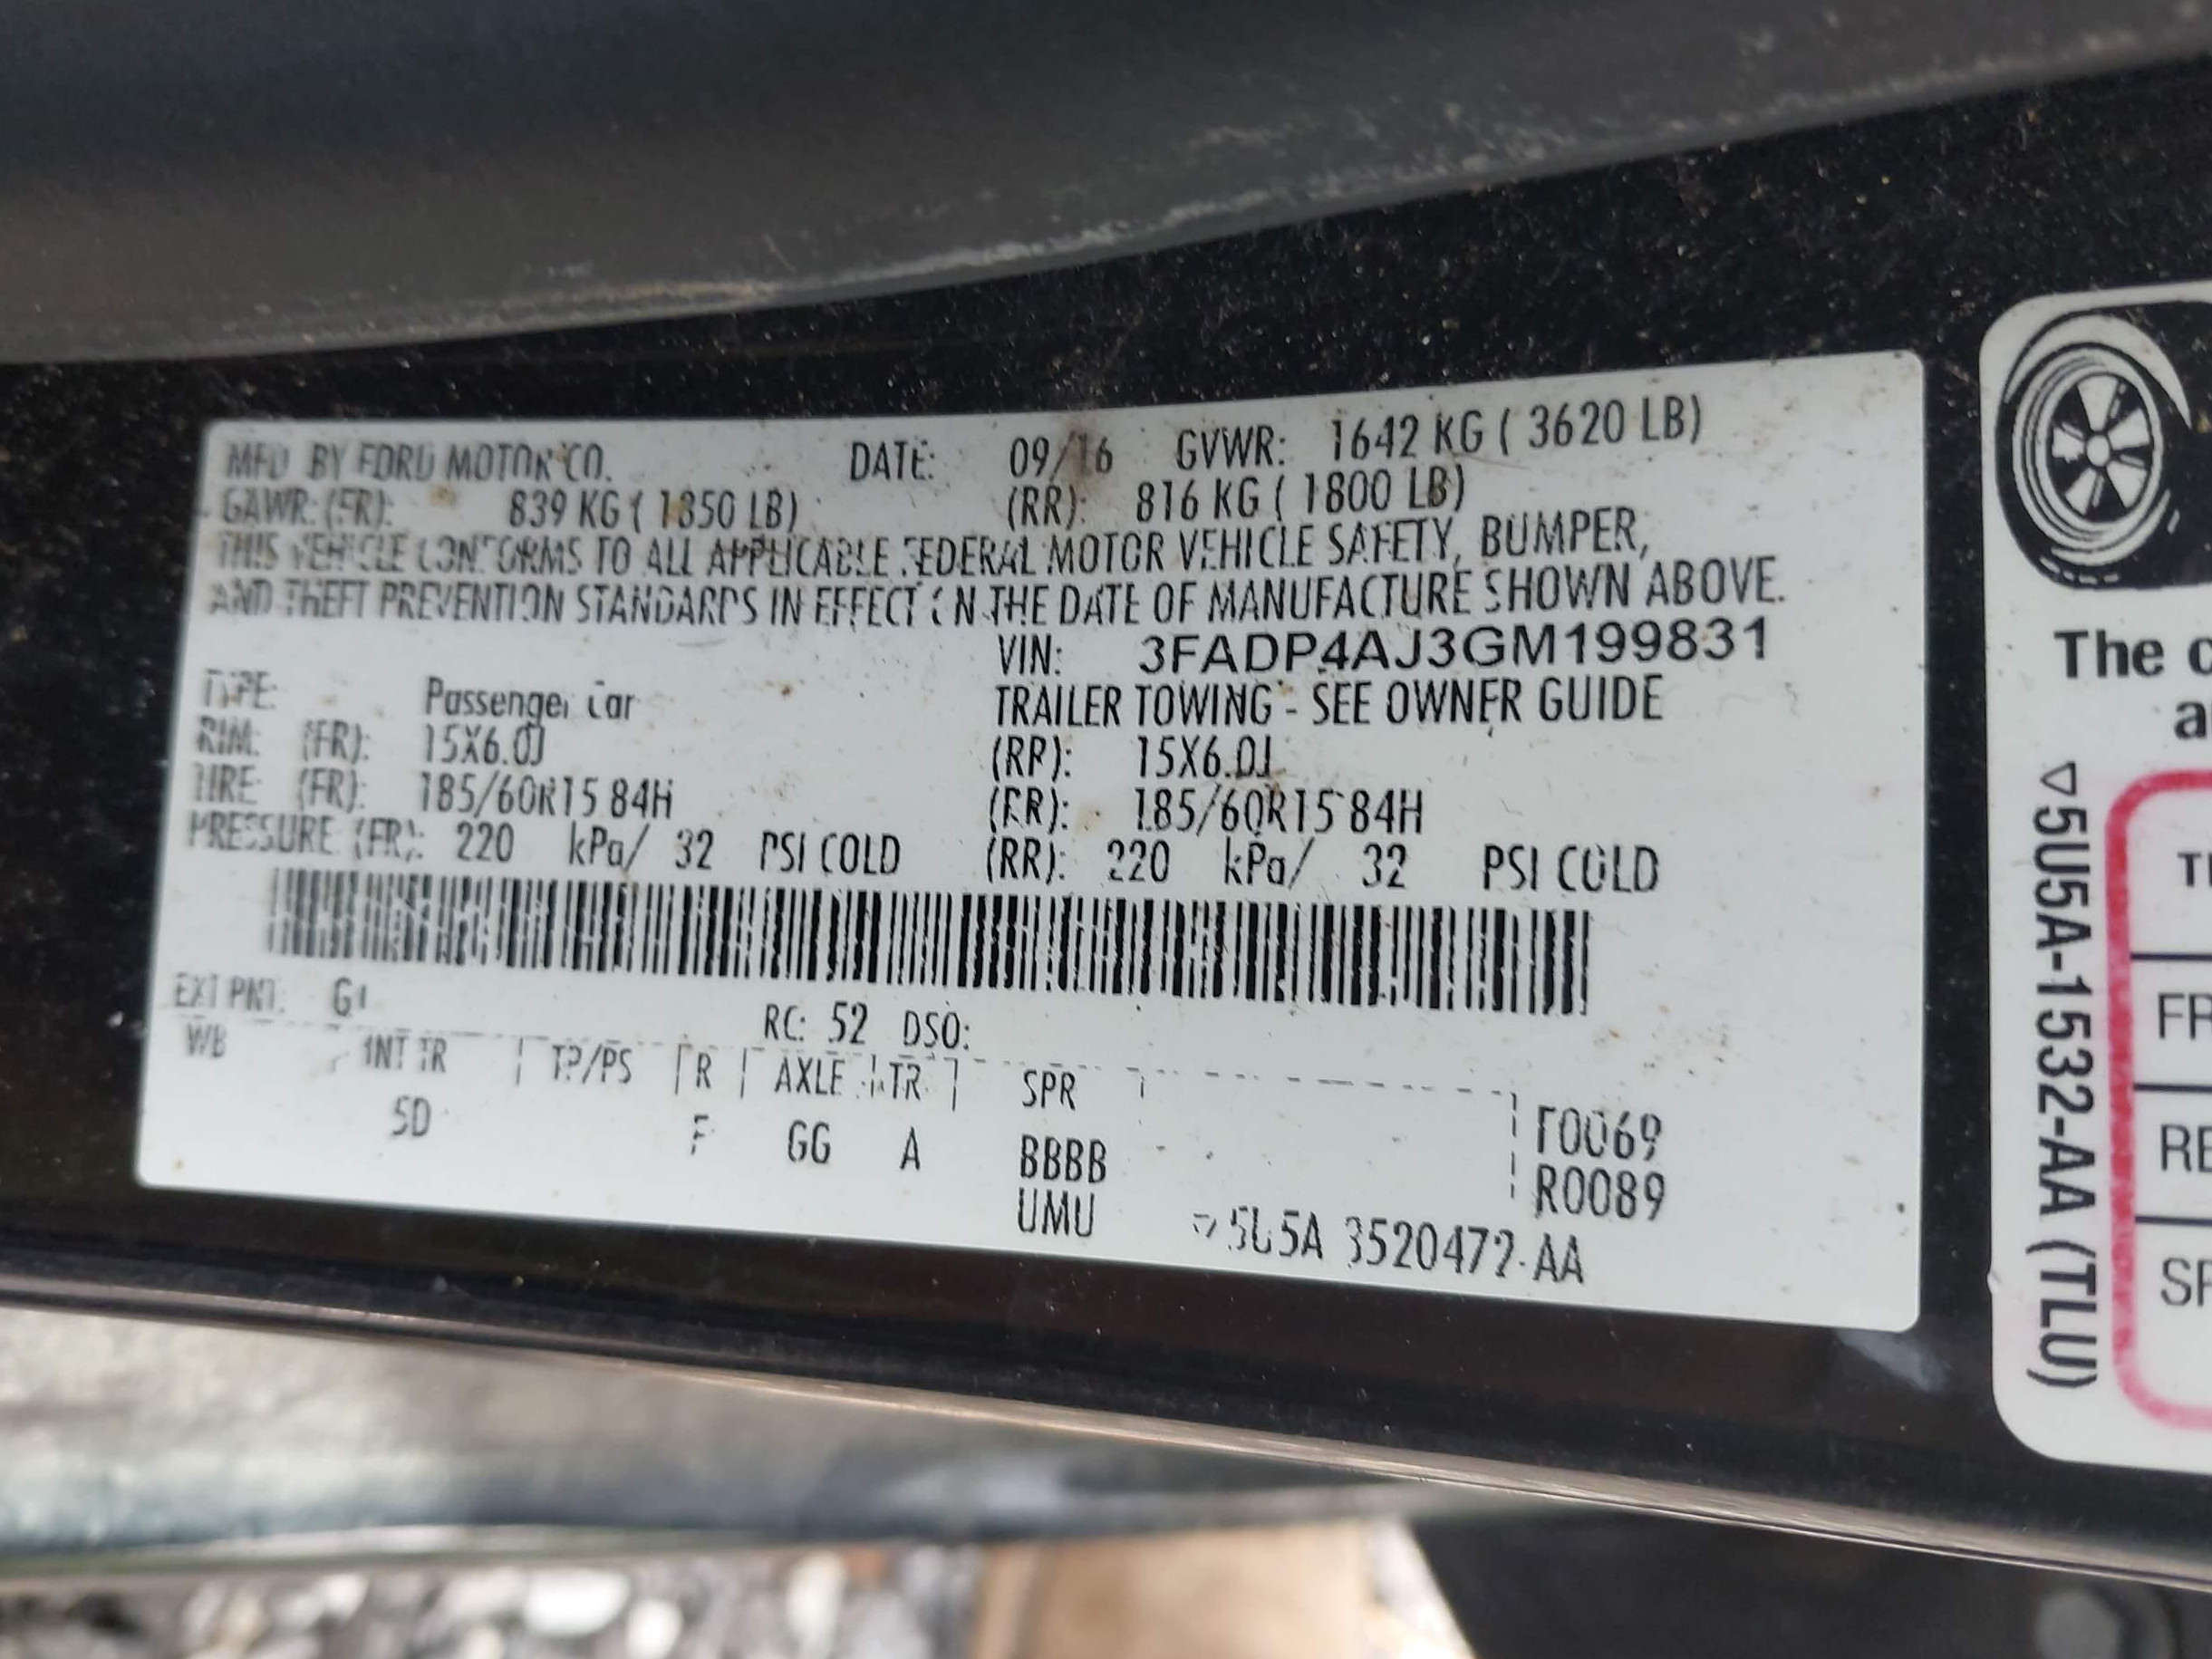 MFD BY FORD MOTOR CO. DATE: 09/16 GVWR: 1642 KG ( 3620 LB)
GAWR: (FR): 839 KG ( 1850 LB) (RR): 816 KG ( 1800 LB)
THIS VEHICLE CONFORMS TO ALL APPLICABLE FEDERAL MOTOR VEHICLE SAFETY, BUMPER,
AND THEFT PREVENTION STANDARDS IN EFFECT ON THE DATE OF MANUFACTURE SHOWN ABOVE.
VIN: 3FADP4AJ3GM199831
TYPE: Passenger Car TRAILER TOWING - SEE OWNER GUIDE
RIM: (FR): 15X6.0J (RR): 15X6.0J
TIRE: (FR): 185/60R15 84H (RR): 185/60R15 84H
PRESSURE (FR): 220 kPa/ 32 PSI COLD (RR): 220 kPa/ 32 PSI COLD
EXT PNT: RC: 52 DSO:
WB INT TR TP/PS R AXLE TR SPR
5D F GG A BBBB
UMU
T0069
R0089
5U5A 3520472-AA
The
5U5A-1532-AA (TLU)